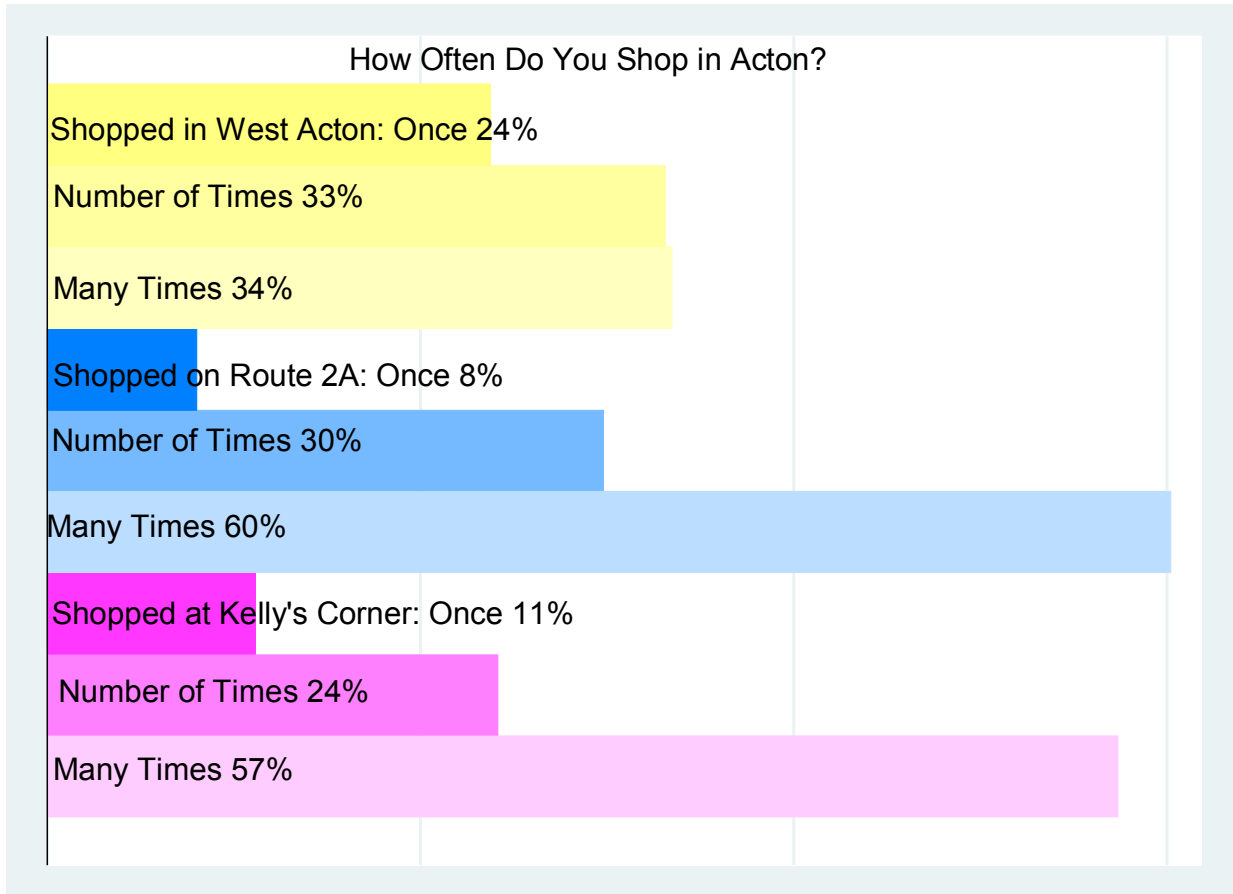 How Often Do You Shop in Acton?
Shopped in West Acton: Once 24%
Number of Times 33%
Many Times 34%
Shopped on Route 2A: Once 8%
Number of Times 30%
Many Times 60%
Shopped at Kelly's Corner: Once 11%
Number of Times 24%
Many Times 57%